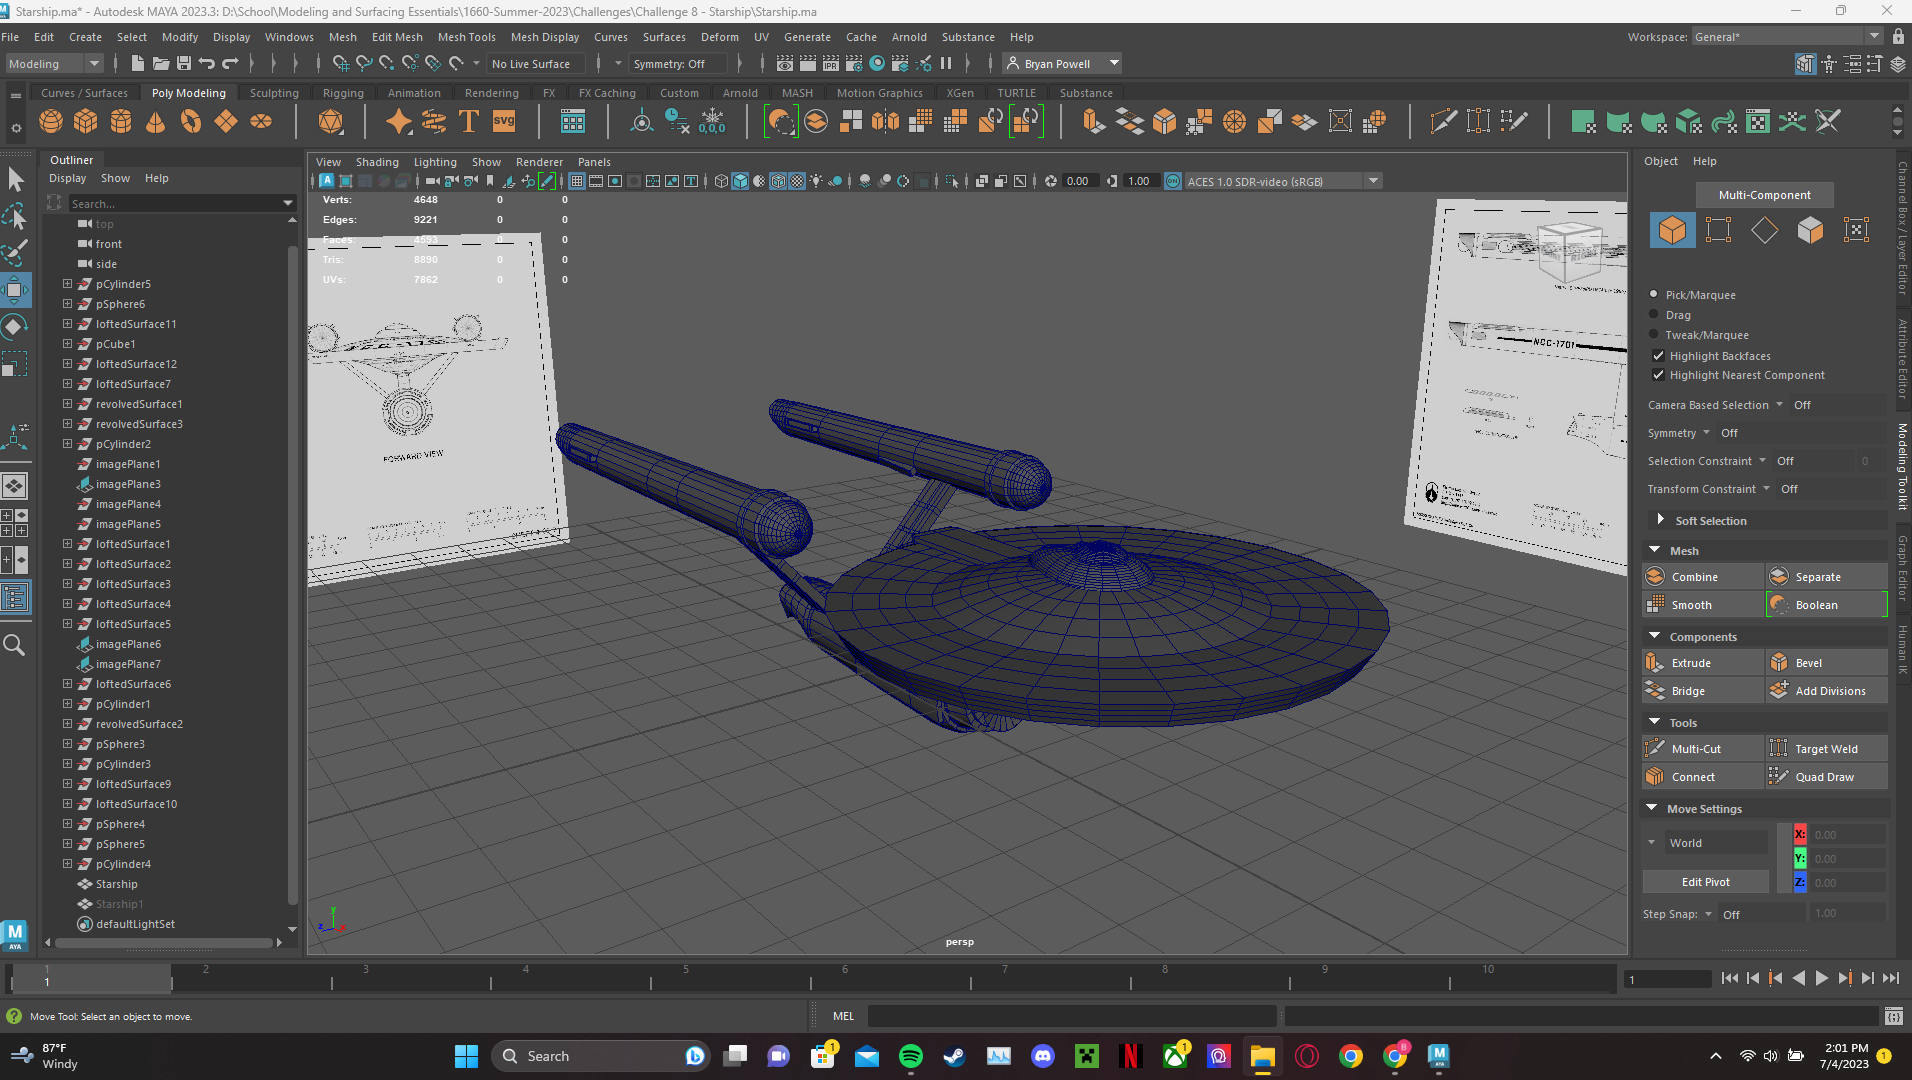 Starship.ma* - Autodesk MAYA 2023.3: D:\School\Modeling and Surfacing Essentials\1660-Summer-2023\Challenges\Challenge 8 - Starship\Starship.ma
File Edit Create Select Modify Display Windows Mesh Edit Mesh Mesh Tools Mesh Display Curves Surfaces Deform UV Generate Cache Arnold Substance Help
Workspace: General*
Modeling No Live Surface Symmetry: Off IPR Bryan Powell
Curves / Surfaces Poly Modeling Sculpting Rigging Animation Rendering FX FX Caching Custom Arnold MASH Motion Graphics XGen TURTLE Substance
T svg 0,0,0
Outliner
Display Show Help
Search...
top
front
side
pCylinder5
pSphere6
loftedSurface11
pCube1
loftedSurface12
loftedSurface7
revolvedSurface1
revolvedSurface3
pCylinder2
imagePlane1
imagePlane3
imagePlane4
imagePlane5
loftedSurface1
loftedSurface2
loftedSurface3
loftedSurface4
loftedSurface5
imagePlane6
imagePlane7
loftedSurface6
pCylinder1
revolvedSurface2
pSphere3
pCylinder3
loftedSurface9
loftedSurface10
pSphere4
pSphere5
pCylinder4
Starship
Starship1
defaultLightSet
View Shading Lighting Show Renderer Panels
0.00 1.00 ON ACES 1.0 SDR-video (sRGB)
Verts: 4648 0 0
Edges: 9221 0 0
Faces: 4593 0 0
Tris: 8890 0 0
UVs: 7862 0 0
FORWARD VIEW
NCC-1701
RIGHT
y
z
x
persp
Object Help
Multi-Component
Pick/Marquee
Drag
Tweak/Marquee
Highlight Backfaces
Highlight Nearest Component
Camera Based Selection Off
Symmetry Off
Selection Constraint Off 0
Transform Constraint Off
Soft Selection
Mesh
Combine Separate
Smooth Boolean
Components
Extrude Bevel
Bridge Add Divisions
Tools
Multi-Cut Target Weld
Connect Quad Draw
Move Settings
World
X: 0.00
Y: 0.00
Z: 0.00
Edit Pivot
Step Snap: Off 1.00
Channel Box / Layer Editor
Attribute Editor
Modeling Toolkit
Graph Editor
Human IK
1 2 3 4 5 6 7 8 9 10
1
1
Move Tool: Select an object to move.
MEL
M
AYA
87°F
Windy
Search
1
1
B
2:01 PM
7/4/2023
1